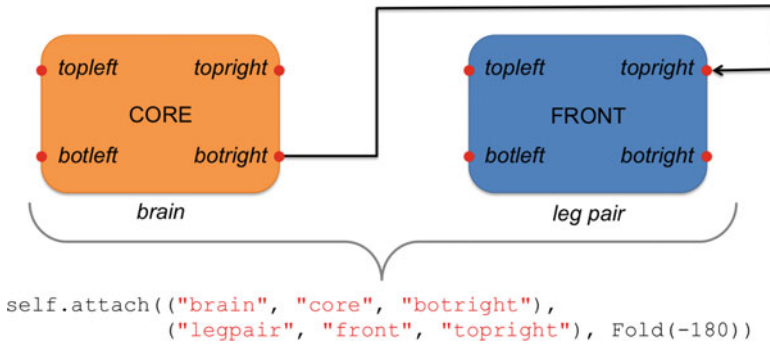 topleft topright topleft topright
CORE FRONT
botleft botright botleft botright
brain leg pair
self.attach(("brain", "core", "botright"),
("legpair", "front", "topright"), Fold(-180))